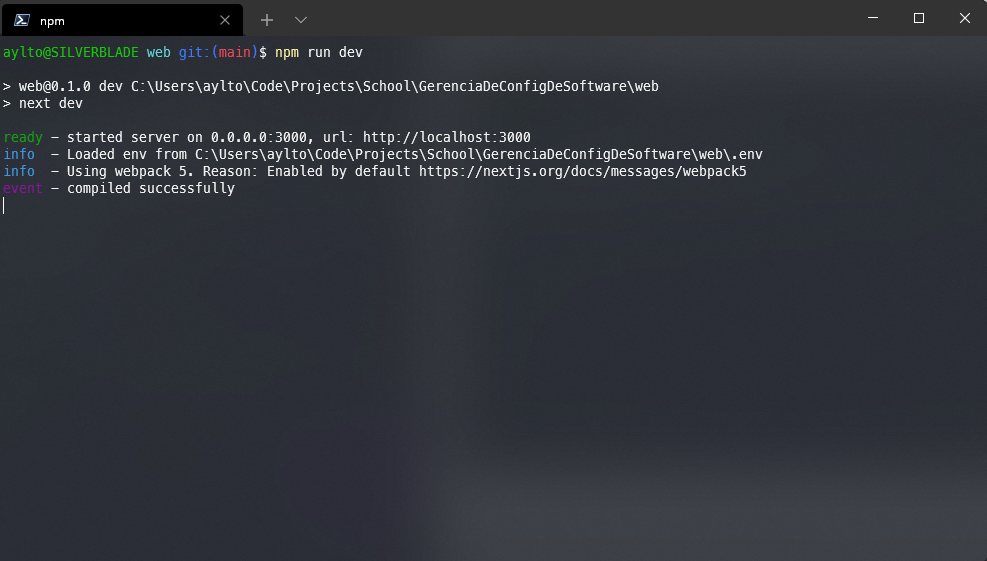 npm
aylto@SILVERBLADE web git:(main)$ npm run dev
> web@0.1.0 dev C:\Users\aylto\Code\Projects\School\GerenciaDeConfigDeSoftware\web
> next dev
ready - started server on 0.0.0.0:3000, url: http://localhost:3000
info  - Loaded env from C:\Users\aylto\Code\Projects\School\GerenciaDeConfigDeSoftware\web\.env
info  - Using webpack 5. Reason: Enabled by default https://nextjs.org/docs/messages/webpack5
event - compiled successfully